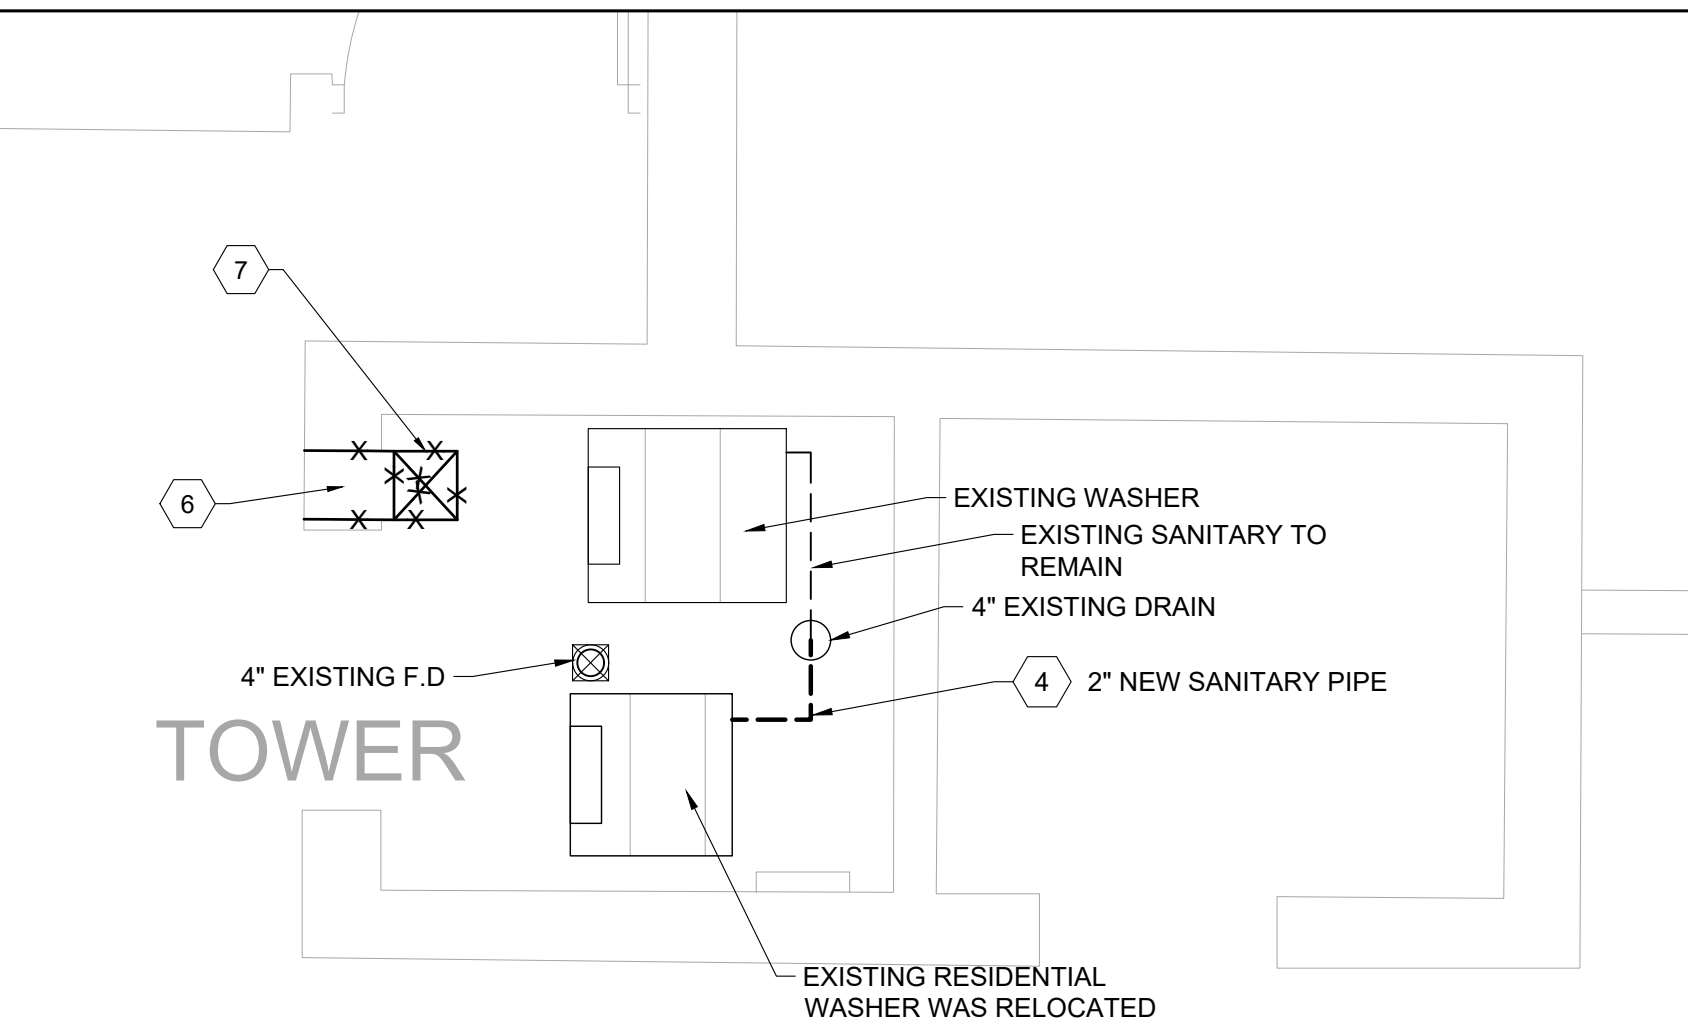 7
6
EXISTING WASHER
EXISTING SANITARY TO
REMAIN
4" EXISTING DRAIN
4" EXISTING F.D
4 2" NEW SANITARY PIPE
TOWER
EXISTING RESIDENTIAL
WASHER WAS RELOCATED